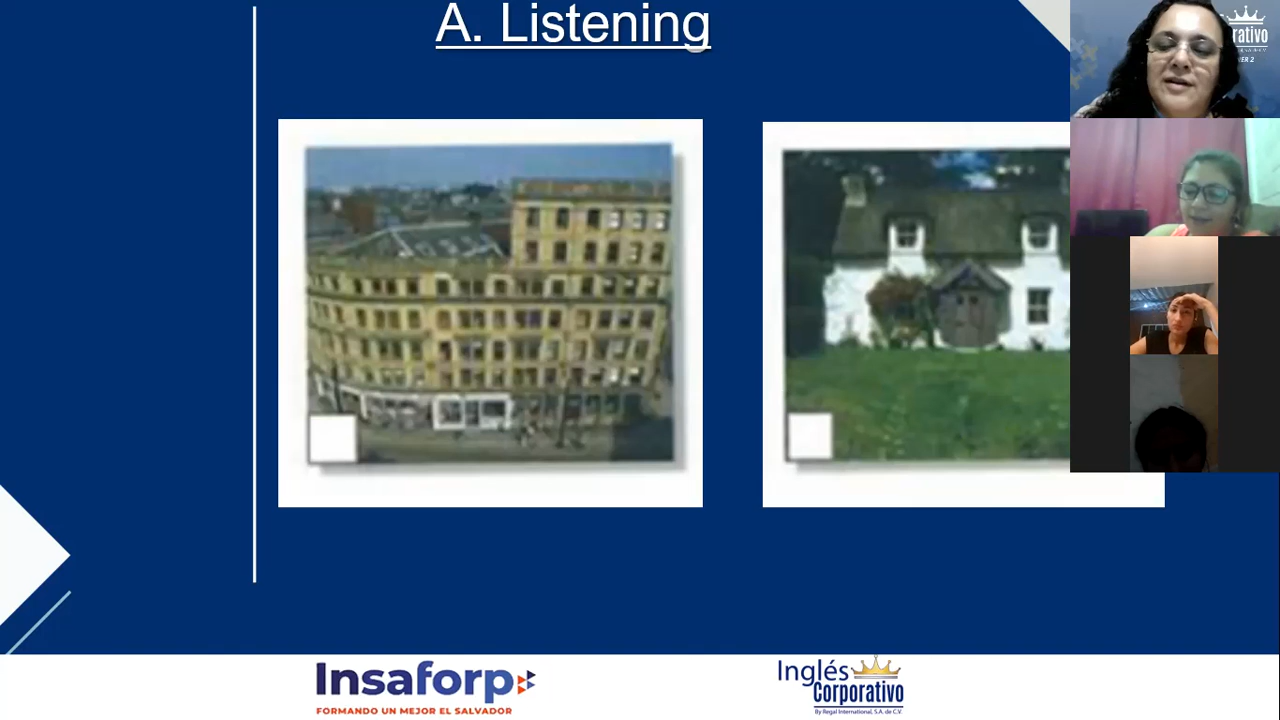 A. Listening
Insaforp
FORMANDO UN MEJOR EL SALVADOR
Inglés
Corporativo
By Regal International, S.A. de C.V.